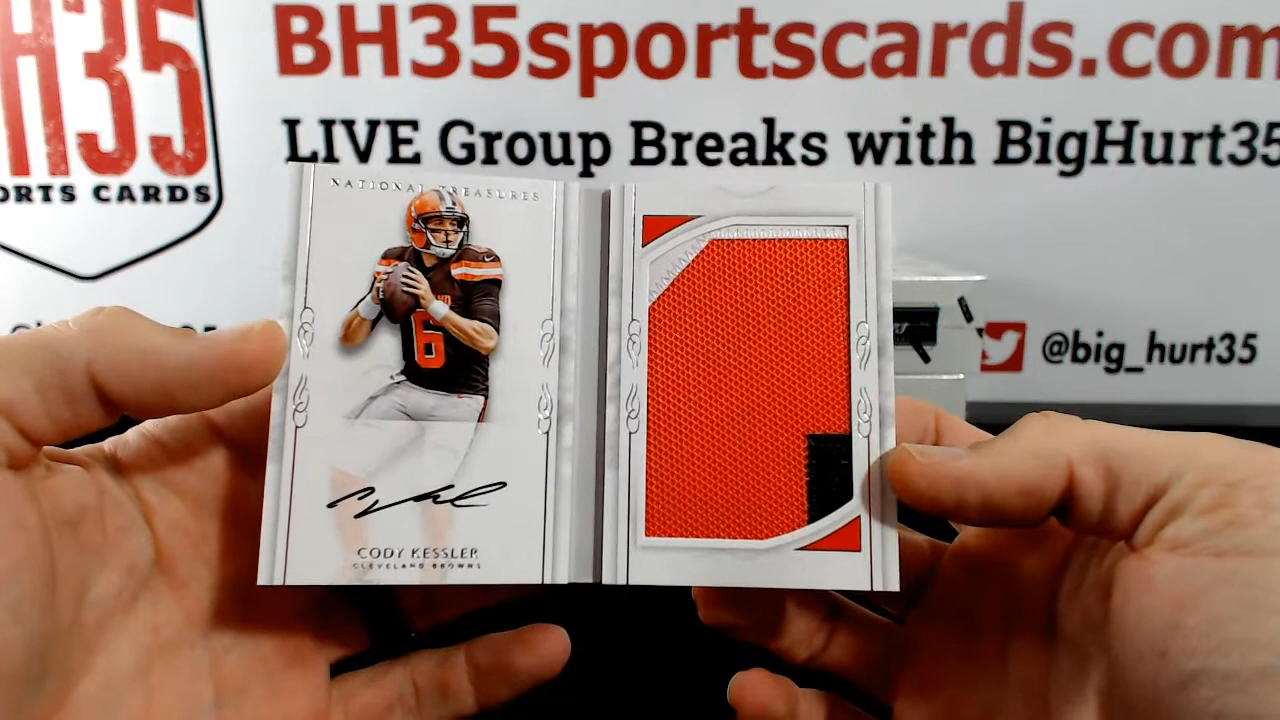 H35
ORTS CARDS
BH35sportscards.com
LIVE Group Breaks with BigHurt35
@big_hurt35
NATIONAL TREASURES
6
CODY KESSLER
CLEVELAND BROWNS